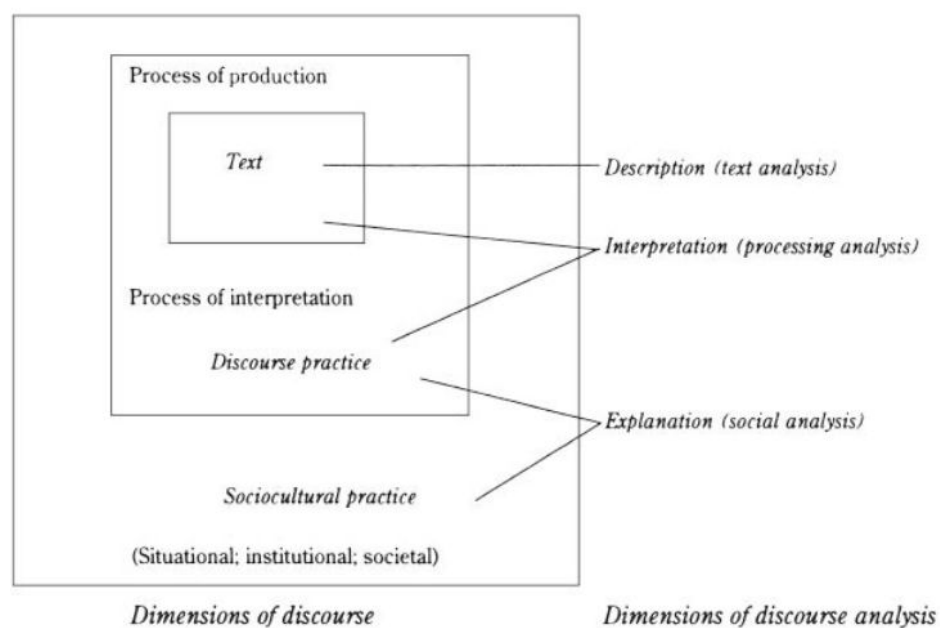 Process of production
Text
Description (text analysis)
Interpretation (processing analysis)
Process of interpretation
Discourse practice
Explanation (social analysis)
Sociocultural practice
(Situational; institutional; societal)
Dimensions of discourse
Dimensions of discourse analysis